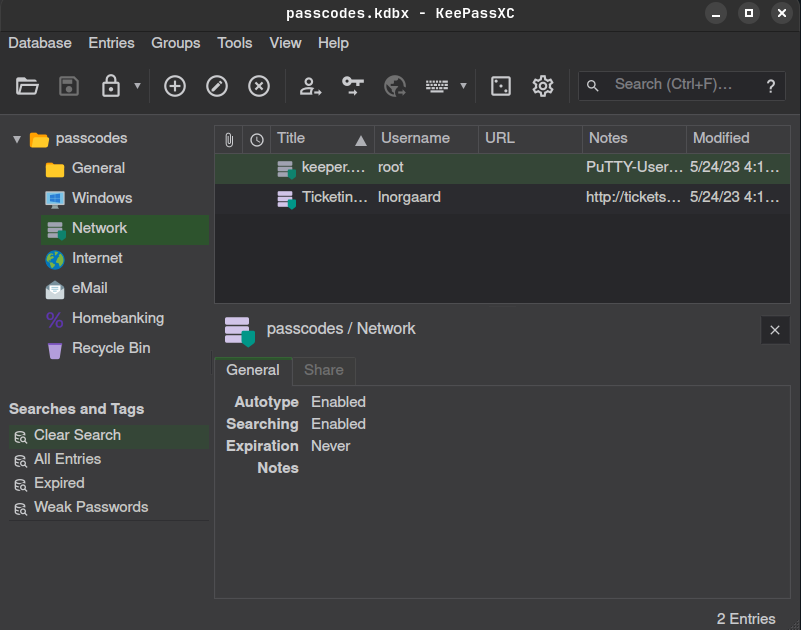 passcodes.kdbx - KeePassXC
Database Entries Groups Tools View Help
Search (Ctrl+F)… ?
passcodes
General
Windows
Network
Internet
eMail
Homebanking
Recycle Bin
Searches and Tags
Clear Search
All Entries
Expired
Weak Passwords
Title Username URL Notes Modified
keeper.… root PuTTY-User… 5/24/23 4:1…
Ticketin… lnorgaard http://tickets… 5/24/23 4:1…
passcodes / Network
General Share
Autotype Enabled
Searching Enabled
Expiration Never
Notes
2 Entries